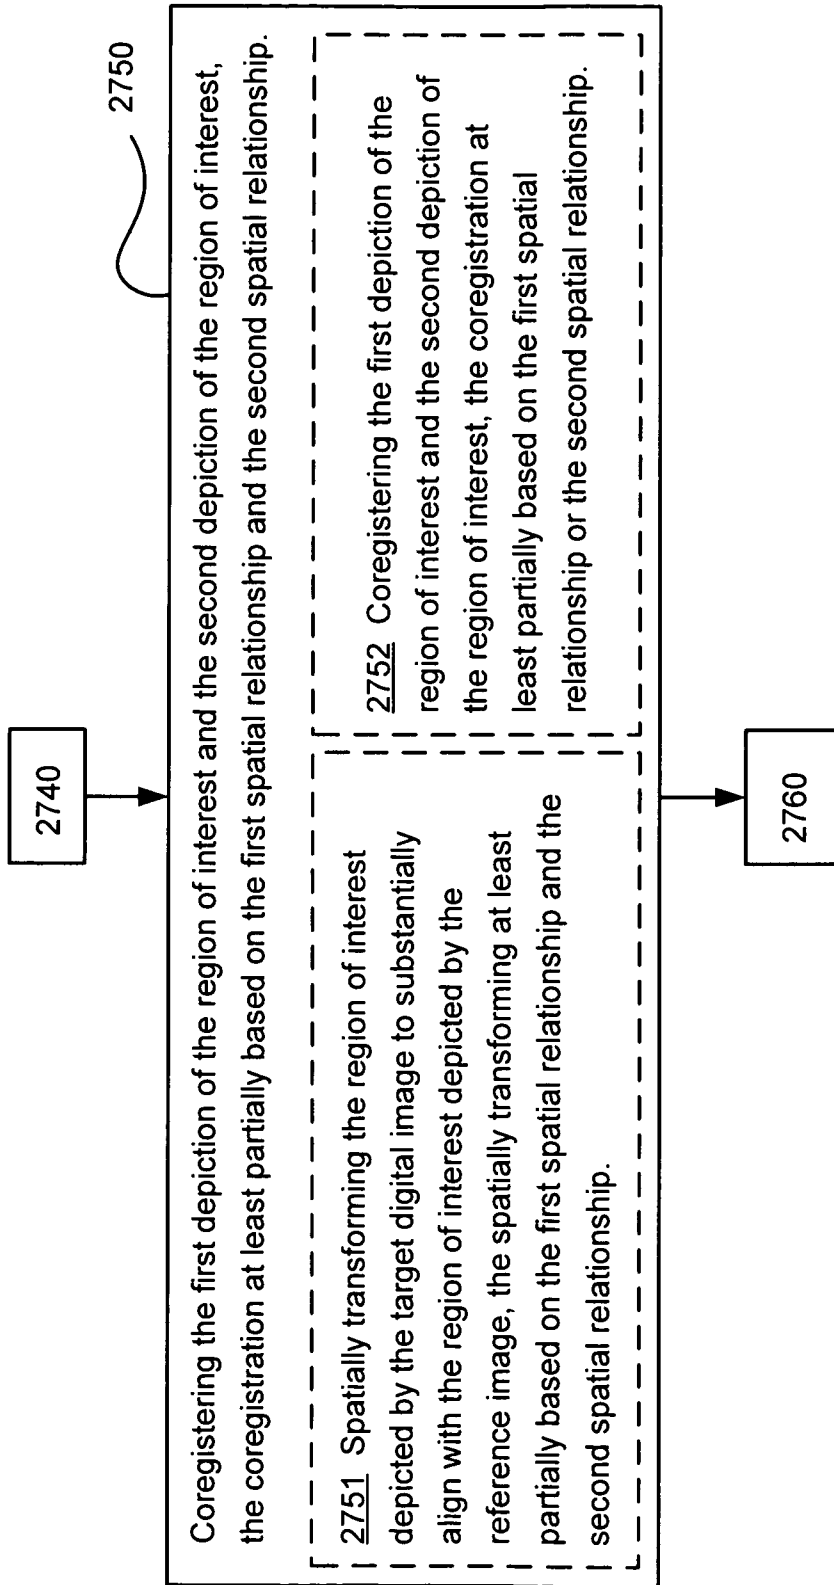 2740
2750
Coregistering the first depiction of the region of interest and the second depiction of the region of interest,
the coregistration at least partially based on the first spatial relationship and the second spatial relationship.
2751 Spatially transforming the region of interest
depicted by the target digital image to substantially
align with the region of interest depicted by the
reference image, the spatially transforming at least
partially based on the first spatial relationship and the
second spatial relationship.
2752 Coregistering the first depiction of the
region of interest and the second depiction of
the region of interest, the coregistration at
least partially based on the first spatial
relationship or the second spatial relationship.
2760